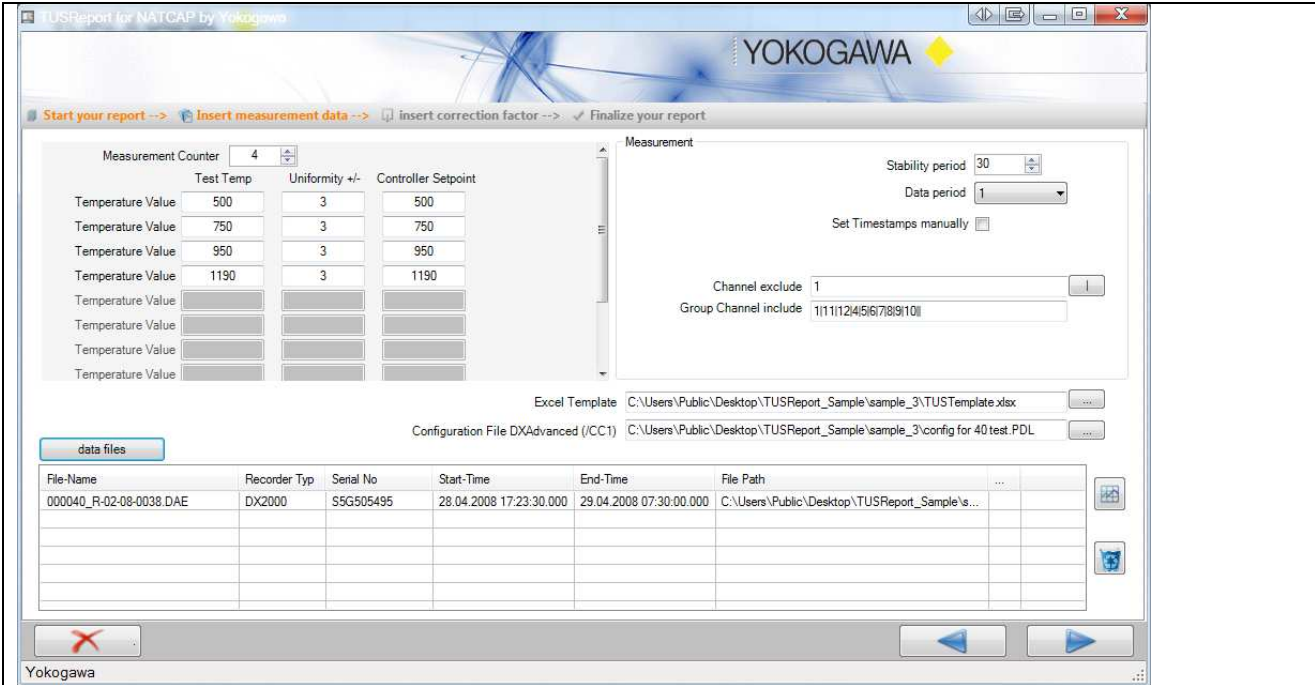 TUSReport for NATCAP by Yokogawa
YOKOGAWA
Start your report --> Insert measurement data --> insert correction factor --> Finalize your report
Measurement Counter 4
Test Temp Uniformity +/- Controller Setpoint
Temperature Value 500 3 500
Temperature Value 750 3 750
Temperature Value 950 3 950
Temperature Value 1190 3 1190
Temperature Value
Temperature Value
Temperature Value
Temperature Value
Measurement
Stability period 30
Data period 1
Set Timestamps manually
Channel exclude 1 |
Group Channel include 1|11|12|4|5|6|7|8|9|10||
Excel Template C:\Users\Public\Desktop\TUSReport_Sample\sample_3\TUSTemplate.xlsx ...
Configuration File DXAdvanced (/CC1) C:\Users\Public\Desktop\TUSReport_Sample\sample_3\config for 40 test.PDL ...
data files
File-Name Recorder Typ Serial No Start-Time End-Time File Path ...
000040_R-02-08-0038.DAE DX2000 S5G505495 28.04.2008 17:23:30.000 29.04.2008 07:30:00.000 C:\Users\Public\Desktop\TUSReport_Sample\s...
Yokogawa